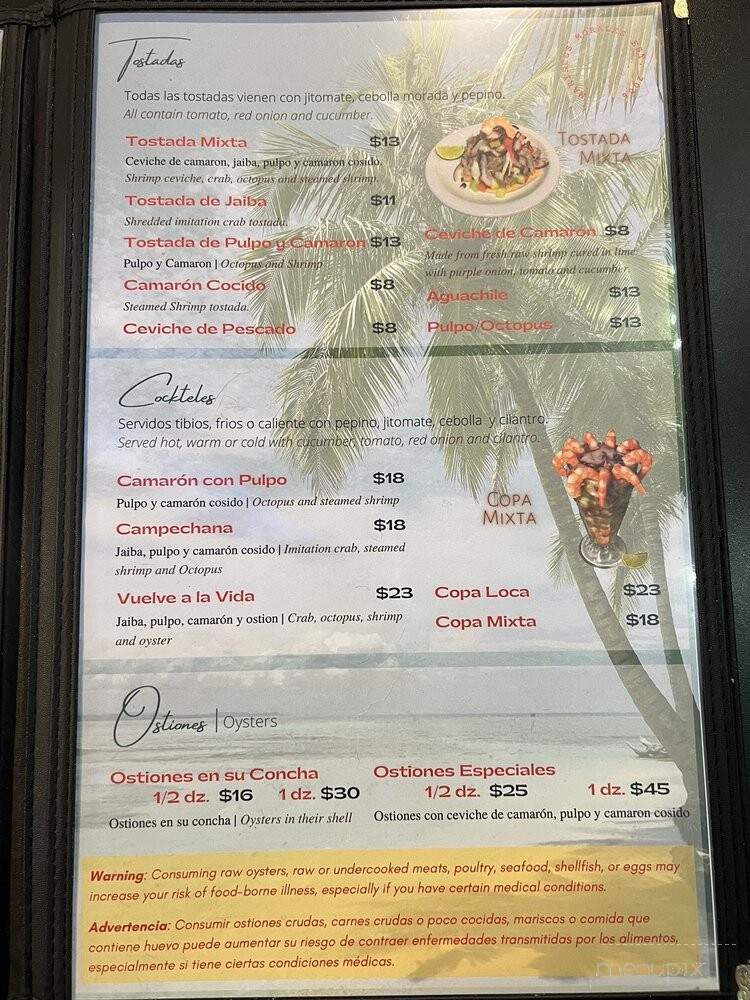 Tostadas
Todas las tostadas vienen con jitomate, cebolla morada y pepino.
All contain tomato, red onion and cucumber.
Tostada Mixta $13
Ceviche de camaron, jaiba, pulpo y camaron cosido.
Shrimp ceviche, crab, octopus and steamed shrimp.
Tostada de Jaiba $11
Shredded imitation crab tostada.
Tostada de Pulpo y Camaron $13
Pulpo y Camaron | Octopus and Shrimp
Camarón Cocido $8
Steamed Shrimp tostada.
Ceviche de Pescado $8
TOSTADA
MIXTA
Ceviche de Camaron $8
Made from fresh raw shrimp cured in lime
with purple onion, tomato and cucumber.
Aguachile $13
Pulpo/Octopus $13
Cockteles
Servidos tibios, frios o caliente con pepino, jitomate, cebolla y cilantro.
Served hot, warm or cold with cucumber, tomato, red onion and cilantro.
Camarón con Pulpo $18
Pulpo y camarón cosido | Octopus and steamed shrimp
Campechana $18
Jaiba, pulpo y camarón cosido | Imitation crab, steamed
shrimp and Octopus
Vuelve a la Vida $23
Jaiba, pulpo, camarón y ostion | Crab, octopus, shrimp
and oyster
COPA
MIXTA
Copa Loca $23
Copa Mixta $18
Ostiones | Oysters
Ostiones en su Concha
1/2 dz. $16 1 dz. $30
Ostiones en su concha | Oysters in their shell
Ostiones Especiales
1/2 dz. $25 1 dz. $45
Ostiones con ceviche de camarón, pulpo y camaron cosido
Warning: Consuming raw oysters, raw or undercooked meats, poultry, seafood, shellfish, or eggs may
increase your risk of food-borne illness, especially if you have certain medical conditions.
Advertencia: Consumir ostiones crudas, carnes crudas o poco cocidas, mariscos o comida que
contiene huevo puede aumentar su riesgo de contraer enfermedades transmitidas por los alimentos,
especialmente si tiene ciertas condiciones médicas.
menupix